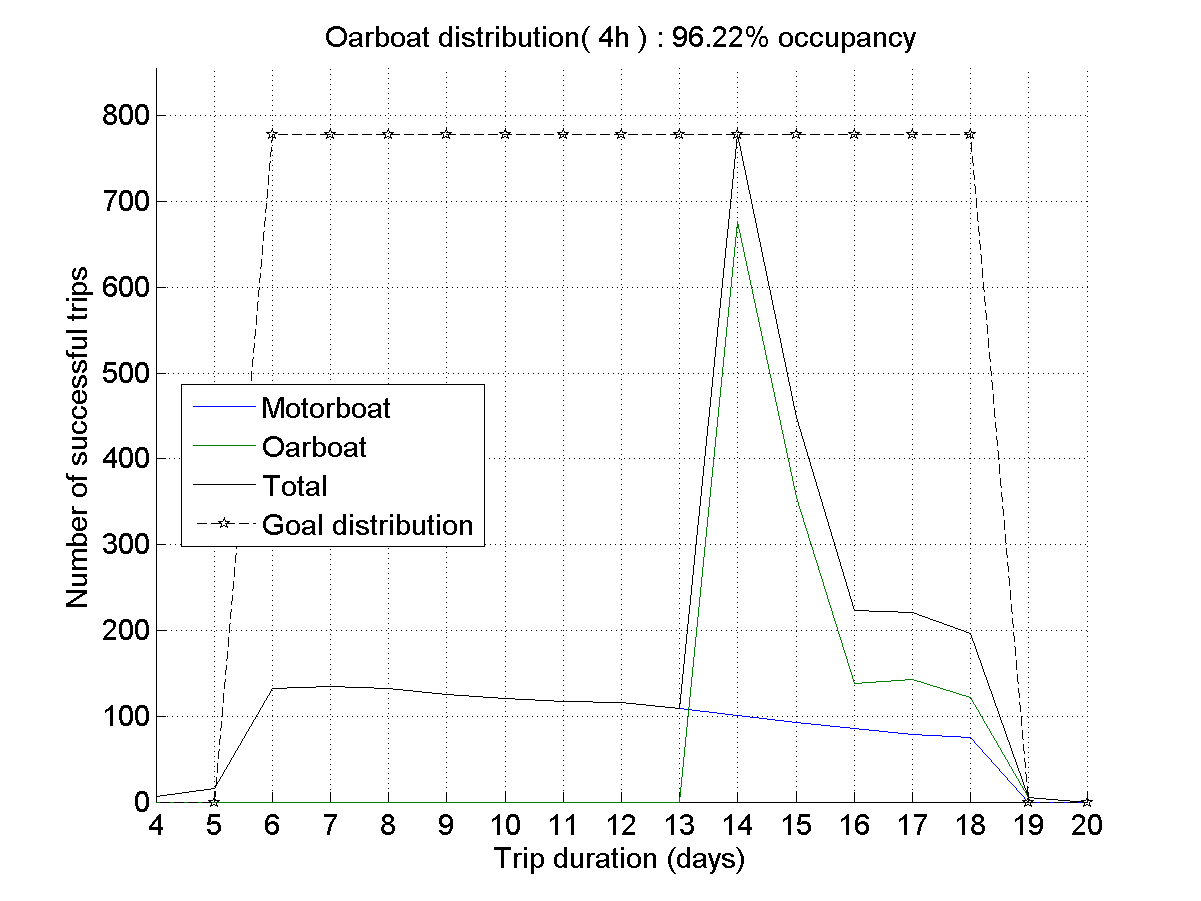 Oarboat distribution( 4h ) : 96.22% occupancy
Number of successful trips
800
700
600
500
400
300
200
100
0
Motorboat
Oarboat
Total
Goal distribution
4 5 6 7 8 9 10 11 12 13 14 15 16 17 18 19 20
Trip duration (days)